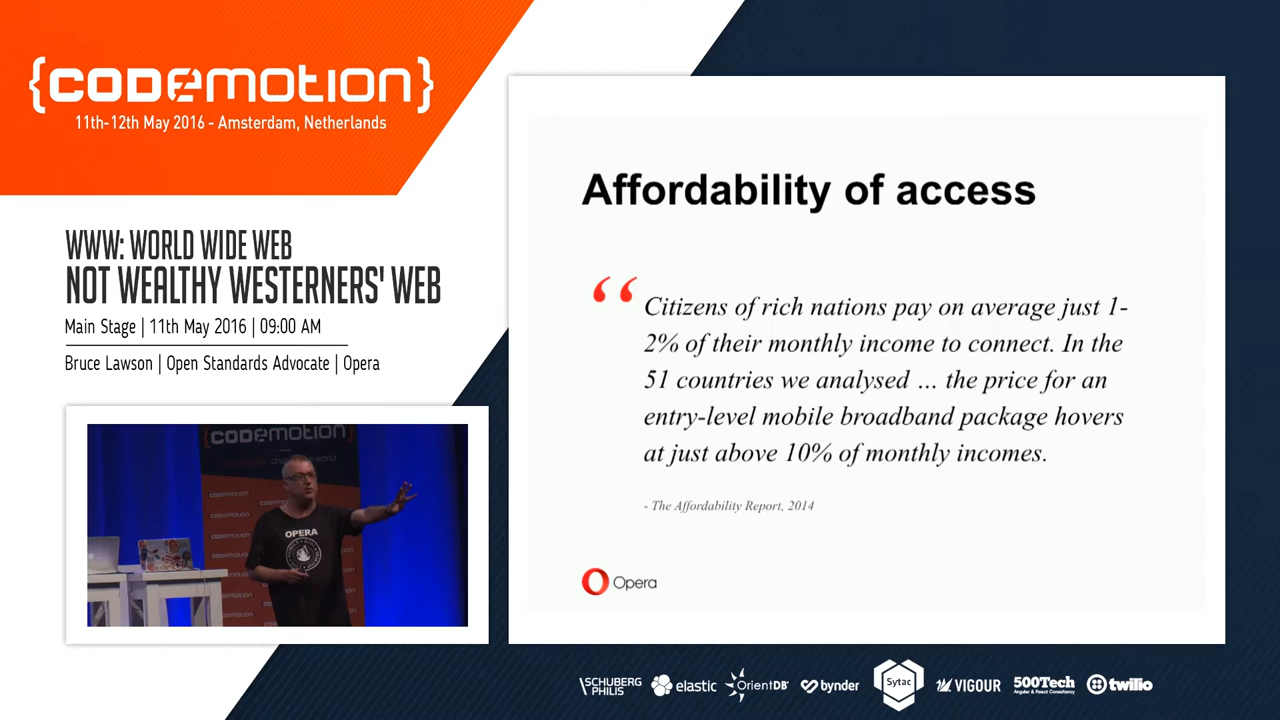 {CODEMOTION}
11th-12th May 2016 - Amsterdam, Netherlands
WWW: WORLD WIDE WEB
NOT WEALTHY WESTERNERS' WEB
Main Stage | 11th May 2016 | 09:00 AM
Bruce Lawson | Open Standards Advocate | Opera
{CODEMOTION
OPERA
Affordability of access
“ Citizens of rich nations pay on average just 1-
2% of their monthly income to connect. In the
51 countries we analysed ... the price for an
entry-level mobile broadband package hovers
at just above 10% of monthly incomes.
- The Affordability Report, 2014
Opera
SCHUBERG
PHILIS
elastic
OrientDB
bynder
Sytac
VIGOUR
500Tech
Angular & React Consultancy
twilio